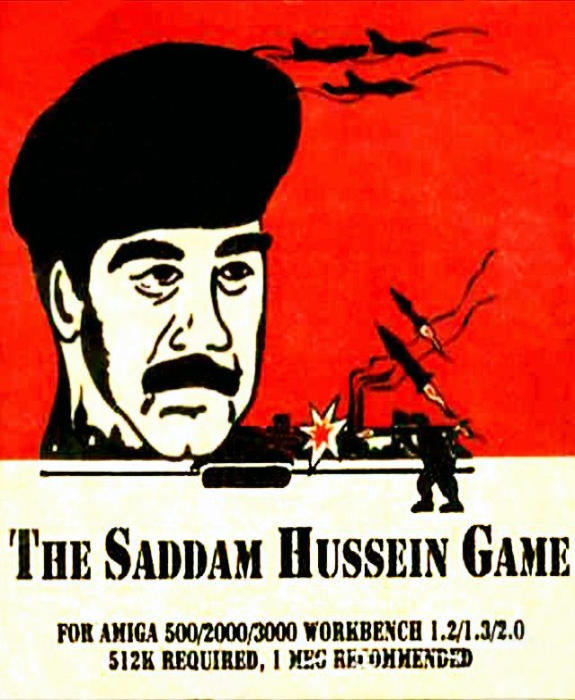 THE SADDAM HUSSEIN GAME
FOR AMIGA 500/2000/3000 WORKBENCH 1.2/1.3/2.0
512K REQUIRED, 1 MEG RECOMMENDED